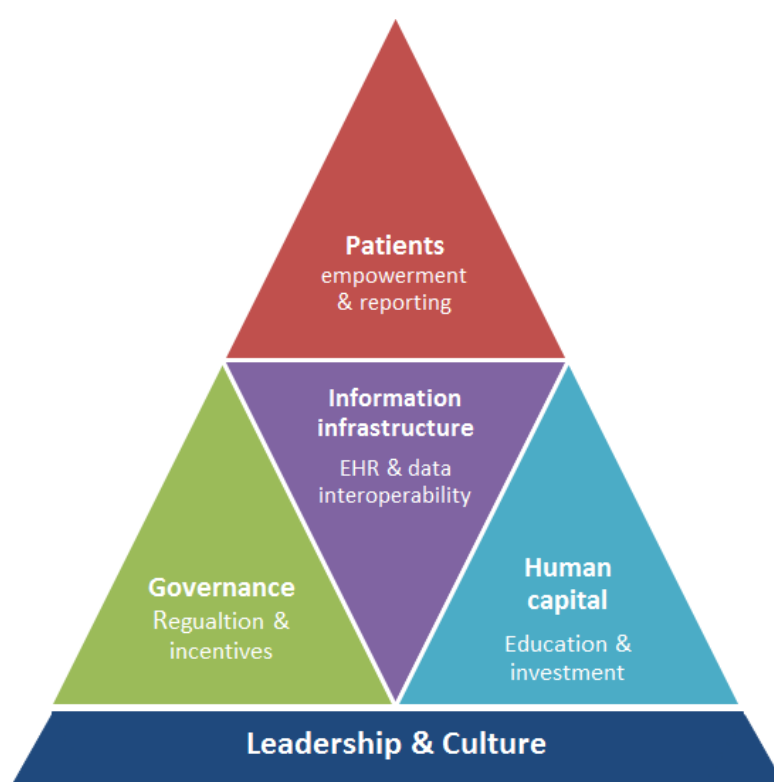 Patients
empowerment
& reporting
Information
infrastructure
EHR & data
interoperability
Governance
Regualtion &
incentives
Human
capital
Education &
investment
Leadership & Culture